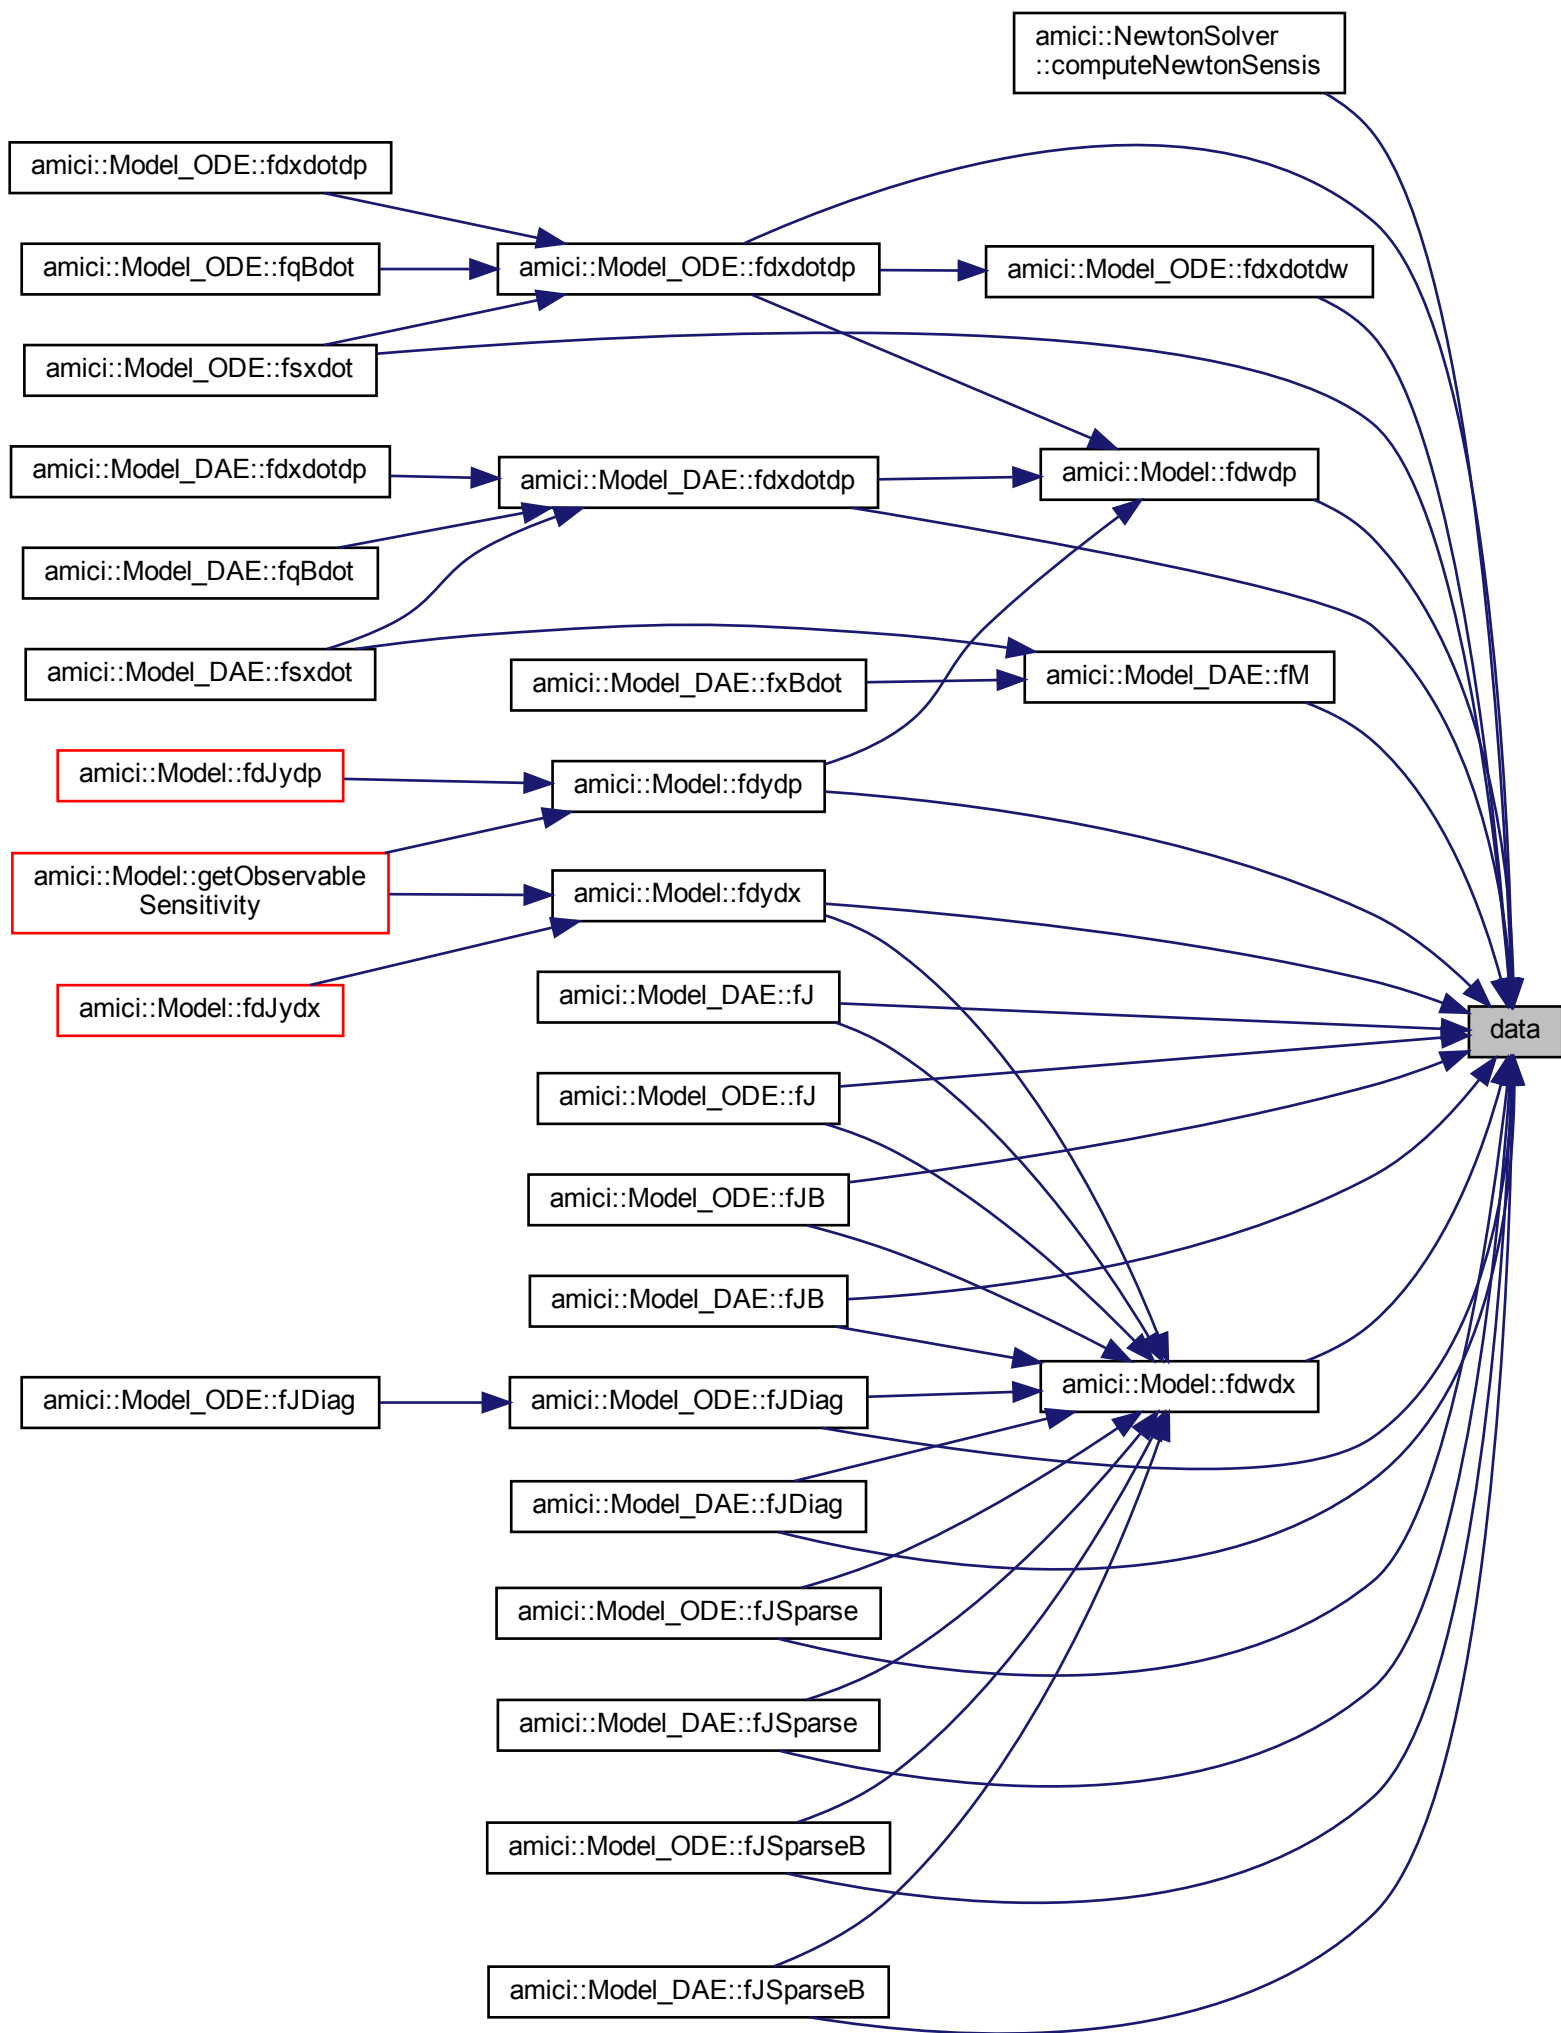 amici::NewtonSolver
::computeNewtonSensis
amici::Model_ODE::fdxdotdp
amici::Model_ODE::fqBdot
amici::Model_ODE::fdxdotdp
amici::Model_ODE::fdxdotdw
amici::Model_ODE::fsxdot
amici::Model_DAE::fdxdotdp
amici::Model_DAE::fdxdotdp
amici::Model::fdwdp
amici::Model_DAE::fqBdot
amici::Model_DAE::fsxdot
amici::Model_DAE::fxBdot
amici::Model_DAE::fM
amici::Model::fdJydp
amici::Model::fdydp
amici::Model::getObservable
Sensitivity
amici::Model::fdydx
amici::Model::fdJydx
amici::Model_DAE::fJ
data
amici::Model_ODE::fJ
amici::Model_ODE::fJB
amici::Model_DAE::fJB
amici::Model::fdwdx
amici::Model_ODE::fJDiag
amici::Model_ODE::fJDiag
amici::Model_DAE::fJDiag
amici::Model_ODE::fJSparse
amici::Model_DAE::fJSparse
amici::Model_ODE::fJSparseB
amici::Model_DAE::fJSparseB